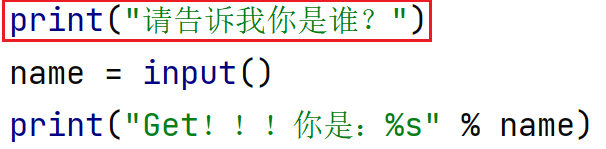 print("请告诉我你是谁？")
name = input()
print("Get！！！你是：%s" % name)